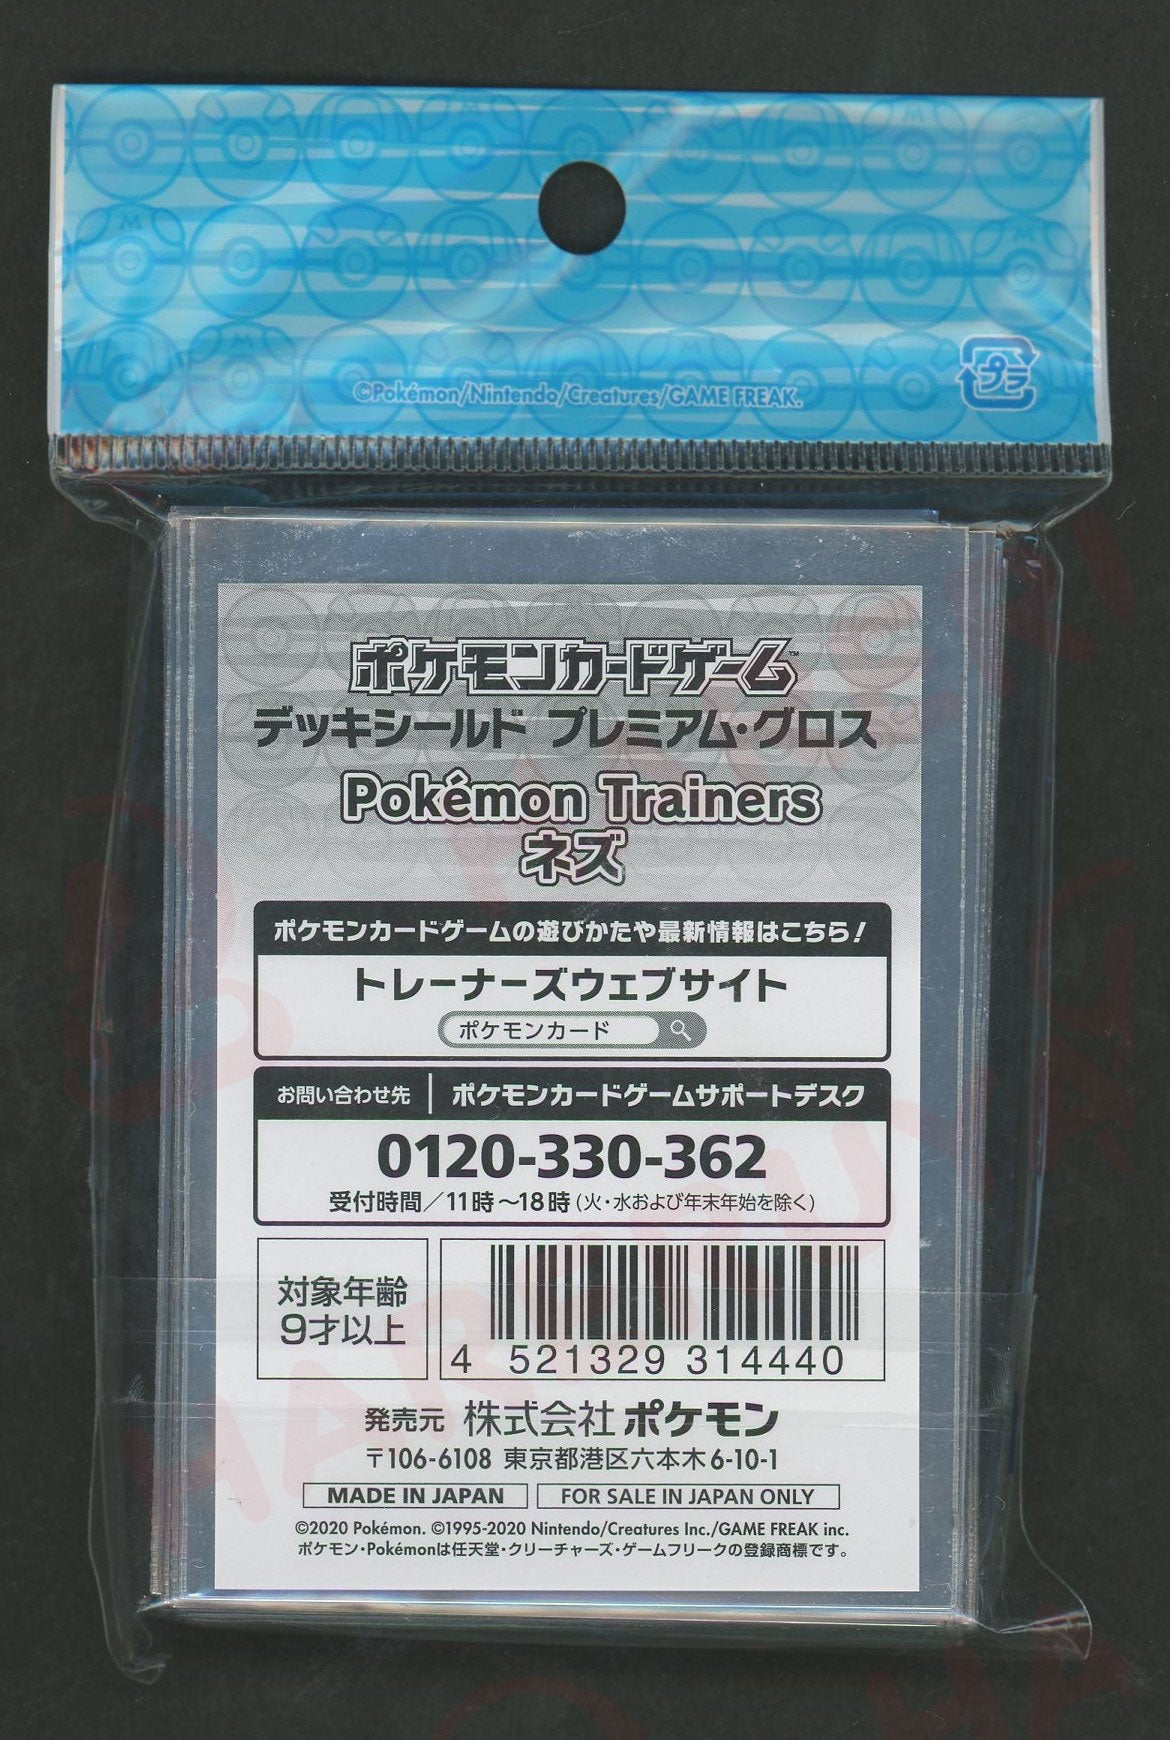 ©Pokémon/Nintendo/Creatures/GAME FREAK.
プラ
ポケモンカードゲーム™
デッキシールド プレミアム・グロス
Pokémon Trainers
ネズ
ポケモンカードゲームの遊びかたや最新情報はこちら!
トレーナーズウェブサイト
ポケモンカード
お問い合わせ先 ポケモンカードゲームサポートデスク
0120-330-362
受付時間/11時~18時(火・水および年末年始を除く)
対象年齢
9才以上
4 521329 314440
発売元 株式会社ポケモン
〒106-6108 東京都港区六本木6-10-1
MADE IN JAPAN FOR SALE IN JAPAN ONLY
©2020 Pokémon. ©1995-2020 Nintendo/Creatures Inc./GAME FREAK inc.
ポケモン・Pokémonは任天堂・クリーチャーズ・ゲームフリークの登録商標です。